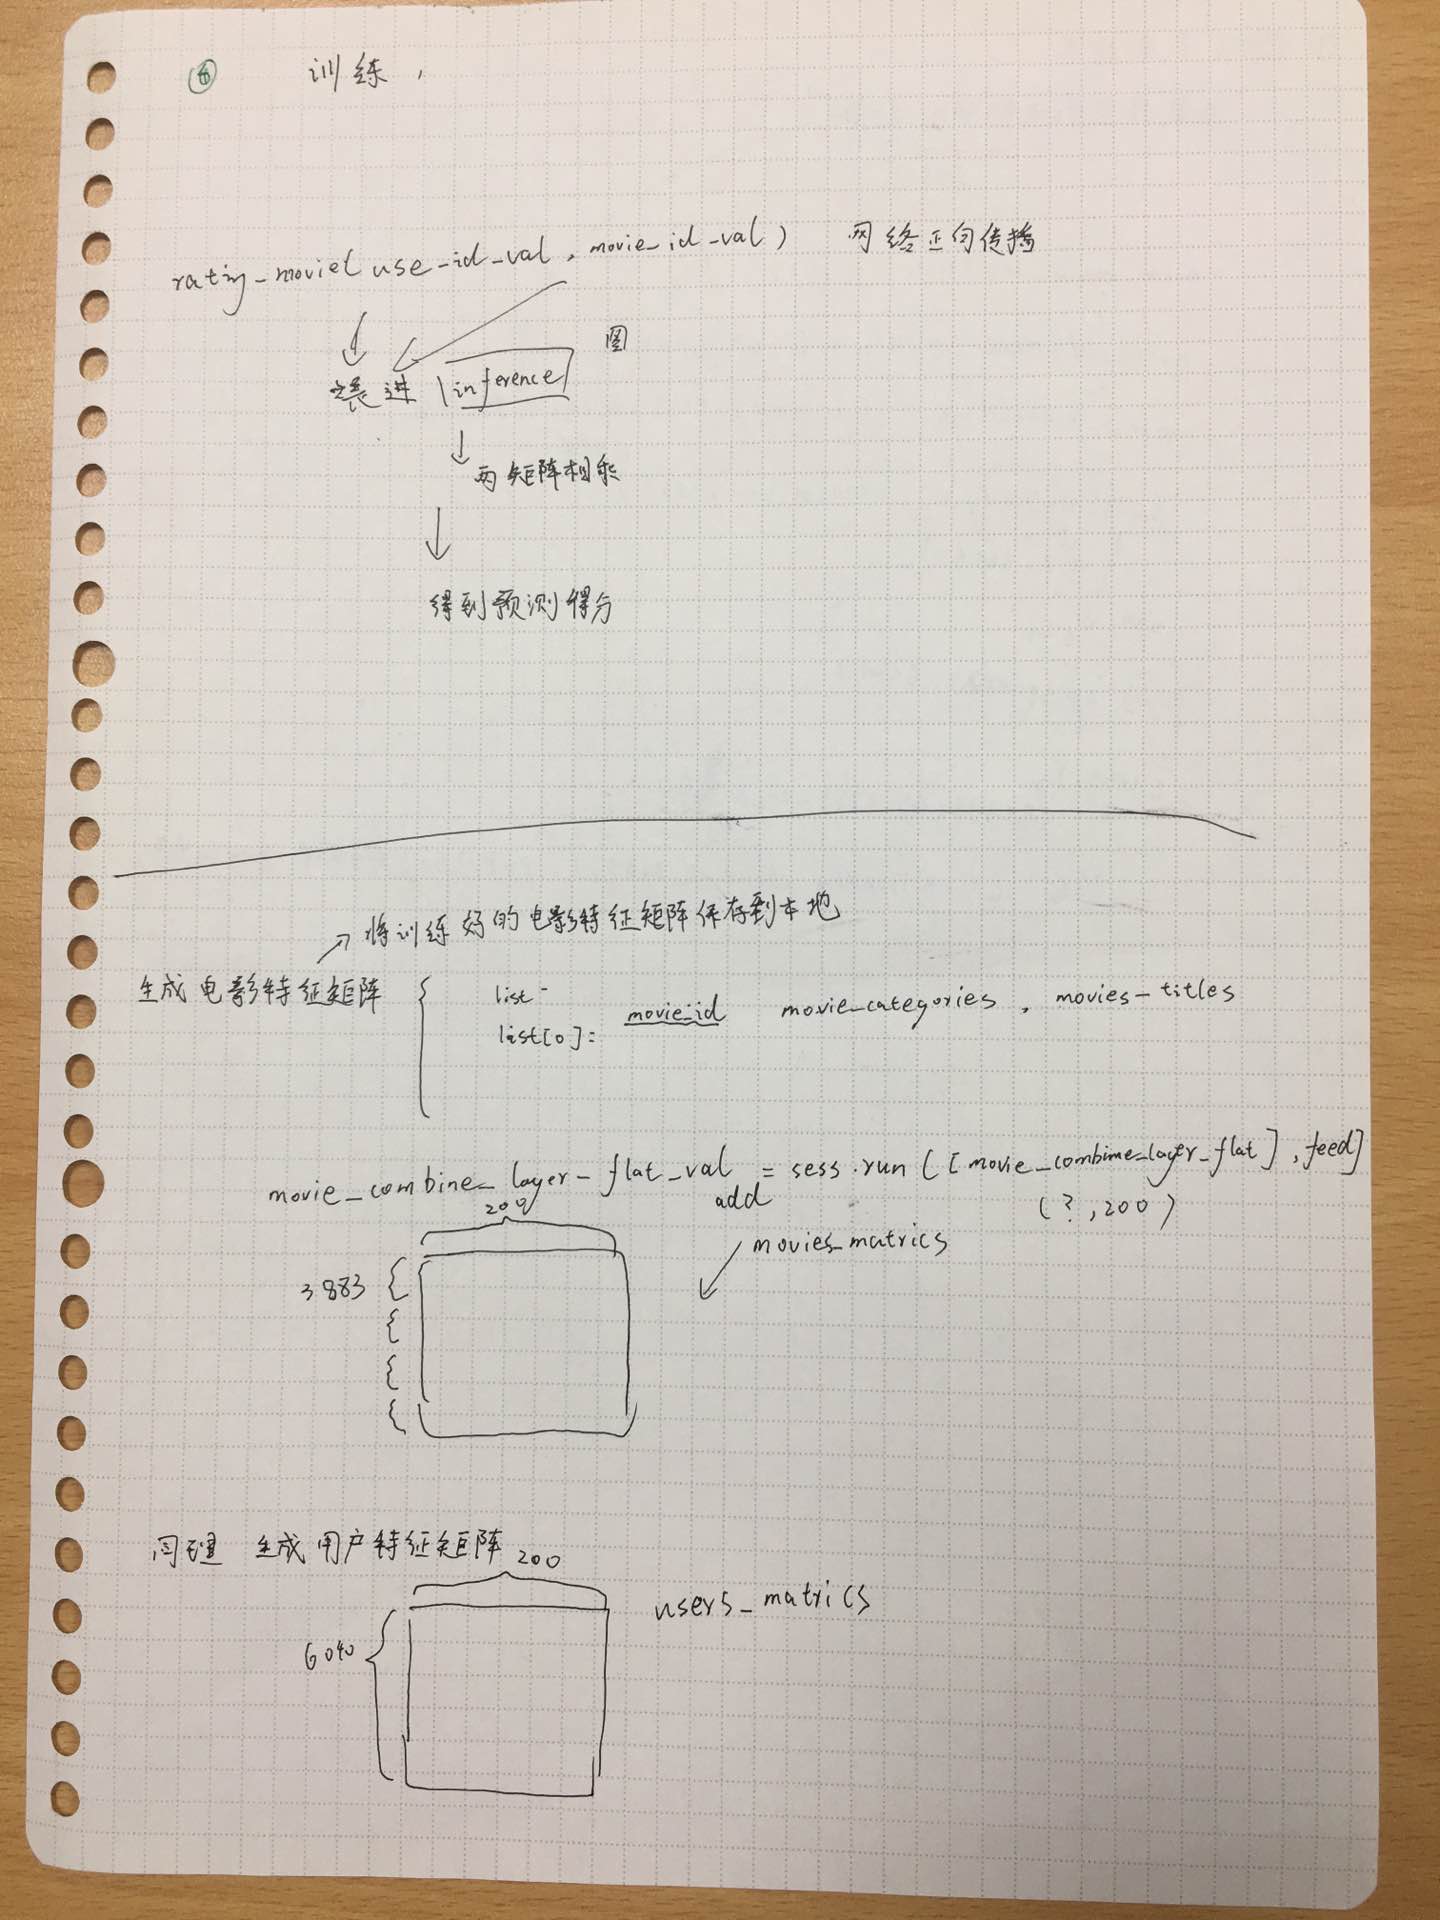 ⑥ 训练，
rating_movie( use_id_val , movie_id_val ) 网络正向传播
装进 inference 图
两矩阵相乘
得到预测得分
将训练好的电影特征矩阵保存到本地
生成电影特征矩阵
list
list[0]= movie_id movie_categories , movies_titles
movie_combine_layer_flat_val = sess.run ( [ movie_combime_layer_flat ] , feed]
200 add (?,200)
movies_matrics
3883
同理 生成用户特征矩阵
200
users_matrics
6040